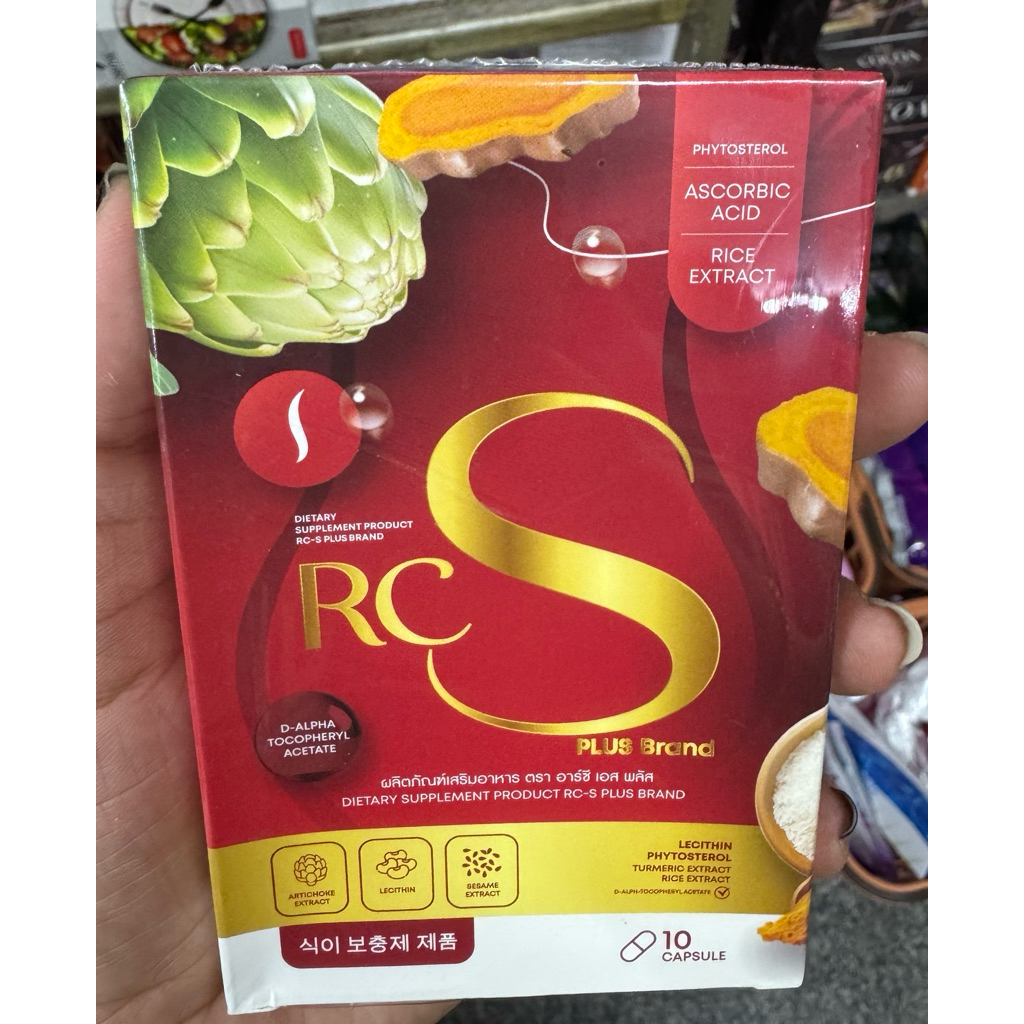 PHYTOSTEROL
ASCORBIC
ACID
RICE
EXTRACT
DIETARY
SUPPLEMENT PRODUCT
RC-S PLUS BRAND
RC S
PLUS Brand
D-ALPHA
TOCOPHERYL
ACETATE
ผลิตภัณฑ์เสริมอาหาร ตรา อาร์ซี เอส พลัส
DIETARY SUPPLEMENT PRODUCT RC-S PLUS BRAND
ARTICHOKE
EXTRACT
LECITHIN
SESAME
EXTRACT
LECITHIN
PHYTOSTEROL
TURMERIC EXTRACT
RICE EXTRACT
식이 보충제 제품
10
CAPSULE
COCOA